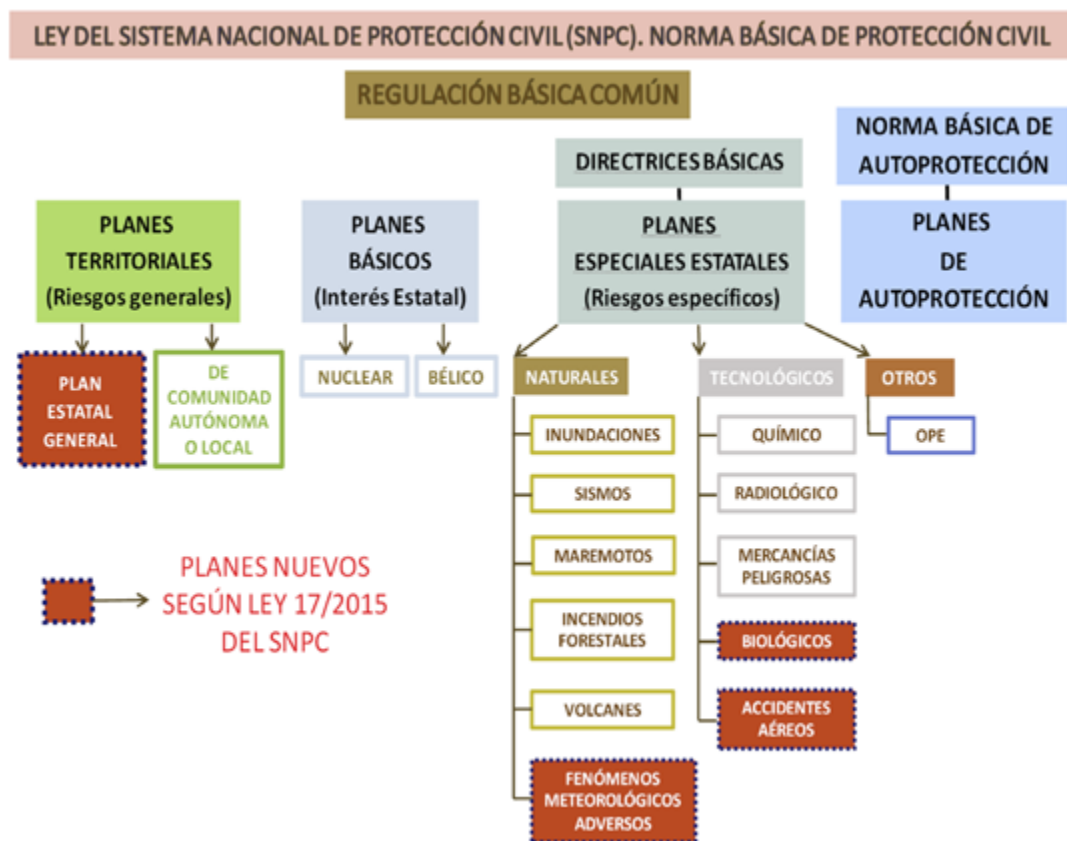 LEY DEL SISTEMA NACIONAL DE PROTECCIÓN CIVIL (SNPC). NORMA BÁSICA DE PROTECCIÓN CIVIL
REGULACIÓN BÁSICA COMÚN
NORMA BÁSICA DE
AUTOPROTECCIÓN
DIRECTRICES BÁSICAS
PLANES
TERRITORIALES
(Riesgos generales)
PLANES
BÁSICOS
(Interés Estatal)
PLANES
ESPECIALES ESTATALES
(Riesgos específicos)
PLANES
DE
AUTOPROTECCIÓN
PLAN
ESTATAL
GENERAL
DE
COMUNIDAD
AUTÓNOMA
O LOCAL
NUCLEAR
BÉLICO
NATURALES
TECNOLÓGICOS
OTROS
INUNDACIONES
SISMOS
MAREMOTOS
INCENDIOS
FORESTALES
VOLCANES
FENÓMENOS
METEOROLÓGICOS
ADVERSOS
QUÍMICO
RADIOLÓGICO
MERCANCÍAS
PELIGROSAS
BIOLÓGICOS
ACCIDENTES
AÉREOS
OPE
PLANES NUEVOS
SEGÚN LEY 17/2015
DEL SNPC